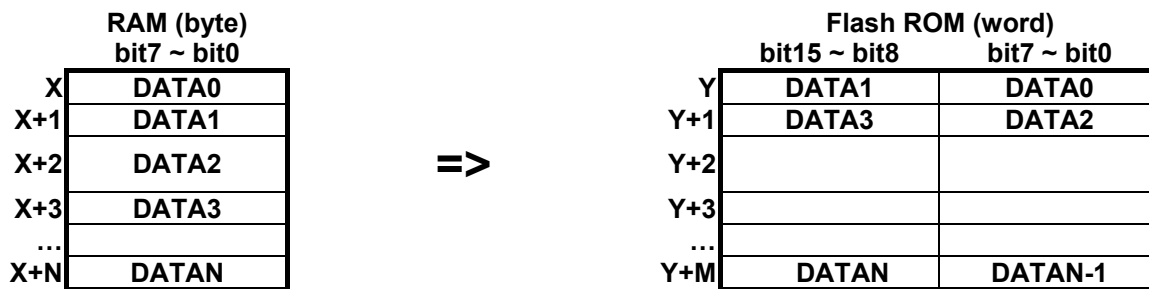 RAM (byte) Flash ROM (word)
bit7 ~ bit0 bit15 ~ bit8 bit7 ~ bit0
X DATA0 Y DATA1 DATA0
X+1 DATA1 Y+1 DATA3 DATA2
X+2 DATA2 => Y+2
X+3 DATA3 Y+3
… …
X+N DATAN Y+M DATAN DATAN-1